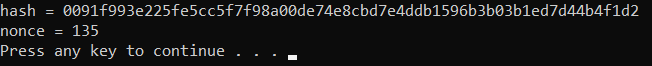 hash = 0091f993e225fe5cc5f7f98a00de74e8cbd7e4ddb1596b3b03b1ed7d44b4f1d2
nonce = 135
Press any key to continue . . .